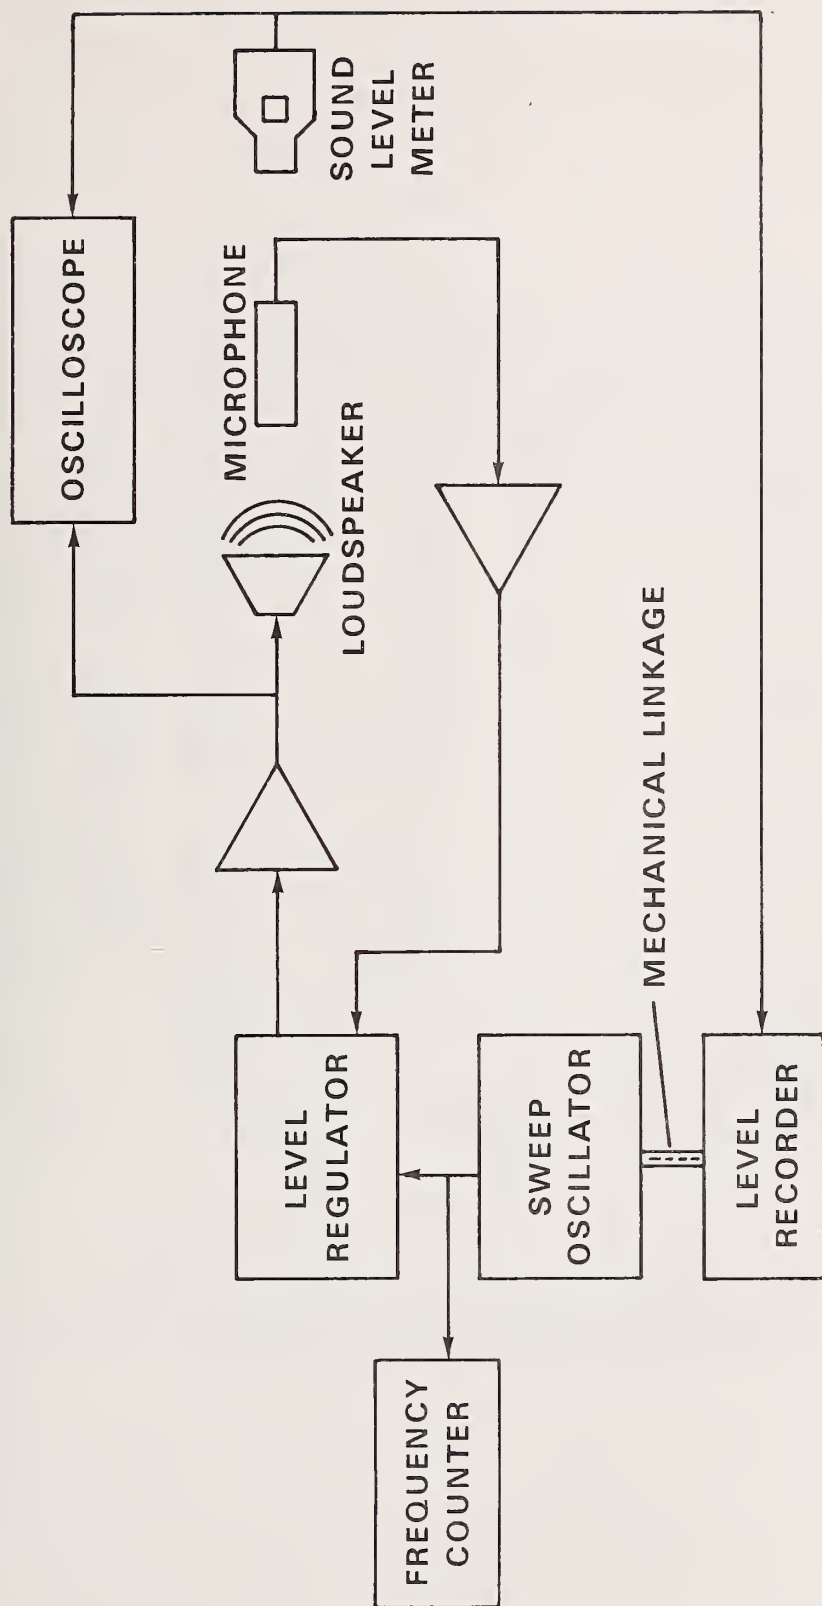 OSCILLOSCOPE
SOUND
LEVEL
METER
MICROPHONE
LOUDSPEAKER
LEVEL
REGULATOR
MECHANICAL LINKAGE
SWEEP
OSCILLATOR
LEVEL
RECORDER
FREQUENCY
COUNTER